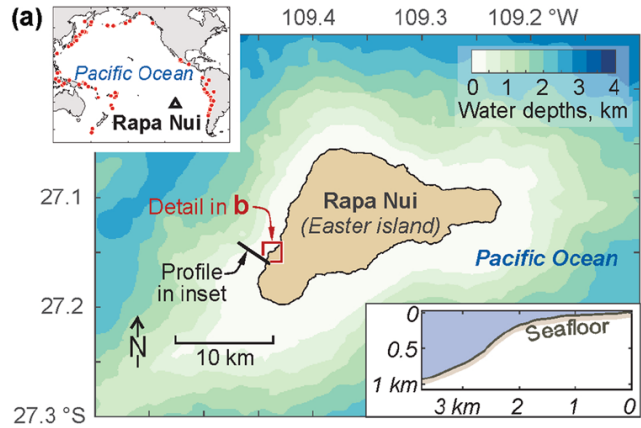 (a)
109.4
109.3
109.2 °W
Pacific Ocean
Rapa Nui
0 1 2 3 4
Water depths, km
27.1
Detail in b
Rapa Nui
(Easter island)
Profile
in inset
Pacific Ocean
27.2
N
10 km
0
Seafloor
0.5
1 km
3 km 2 1 0
27.3 °S